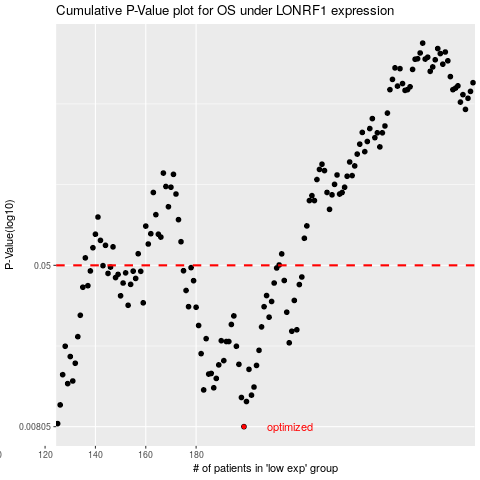 Cumulative P-Value plot for OS under LONRF1 expression
P-Value(log10)
0.05
0.00805
optimized
0 120 140 160 180
# of patients in 'low exp' group